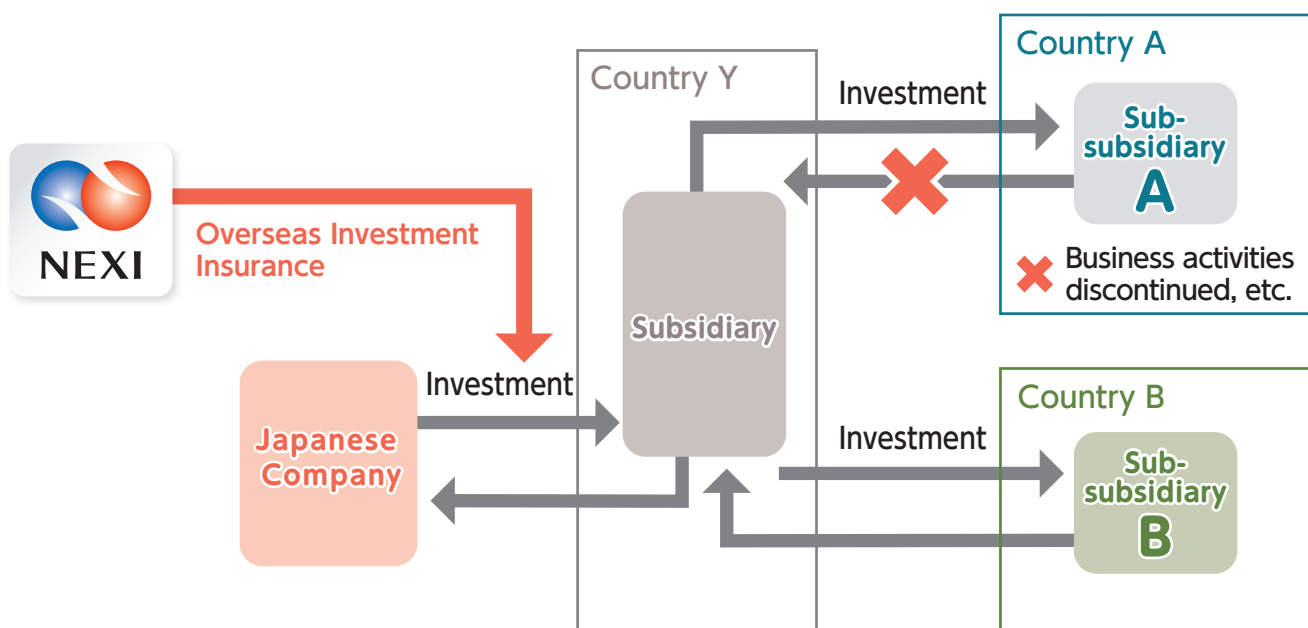 NEXI
Overseas Investment
Insurance
Japanese
Company
Investment
Country Y
Subsidiary
Investment
Country A
Sub-
subsidiary
A
Business activities
discontinued, etc.
Investment
Country B
Sub-
subsidiary
B